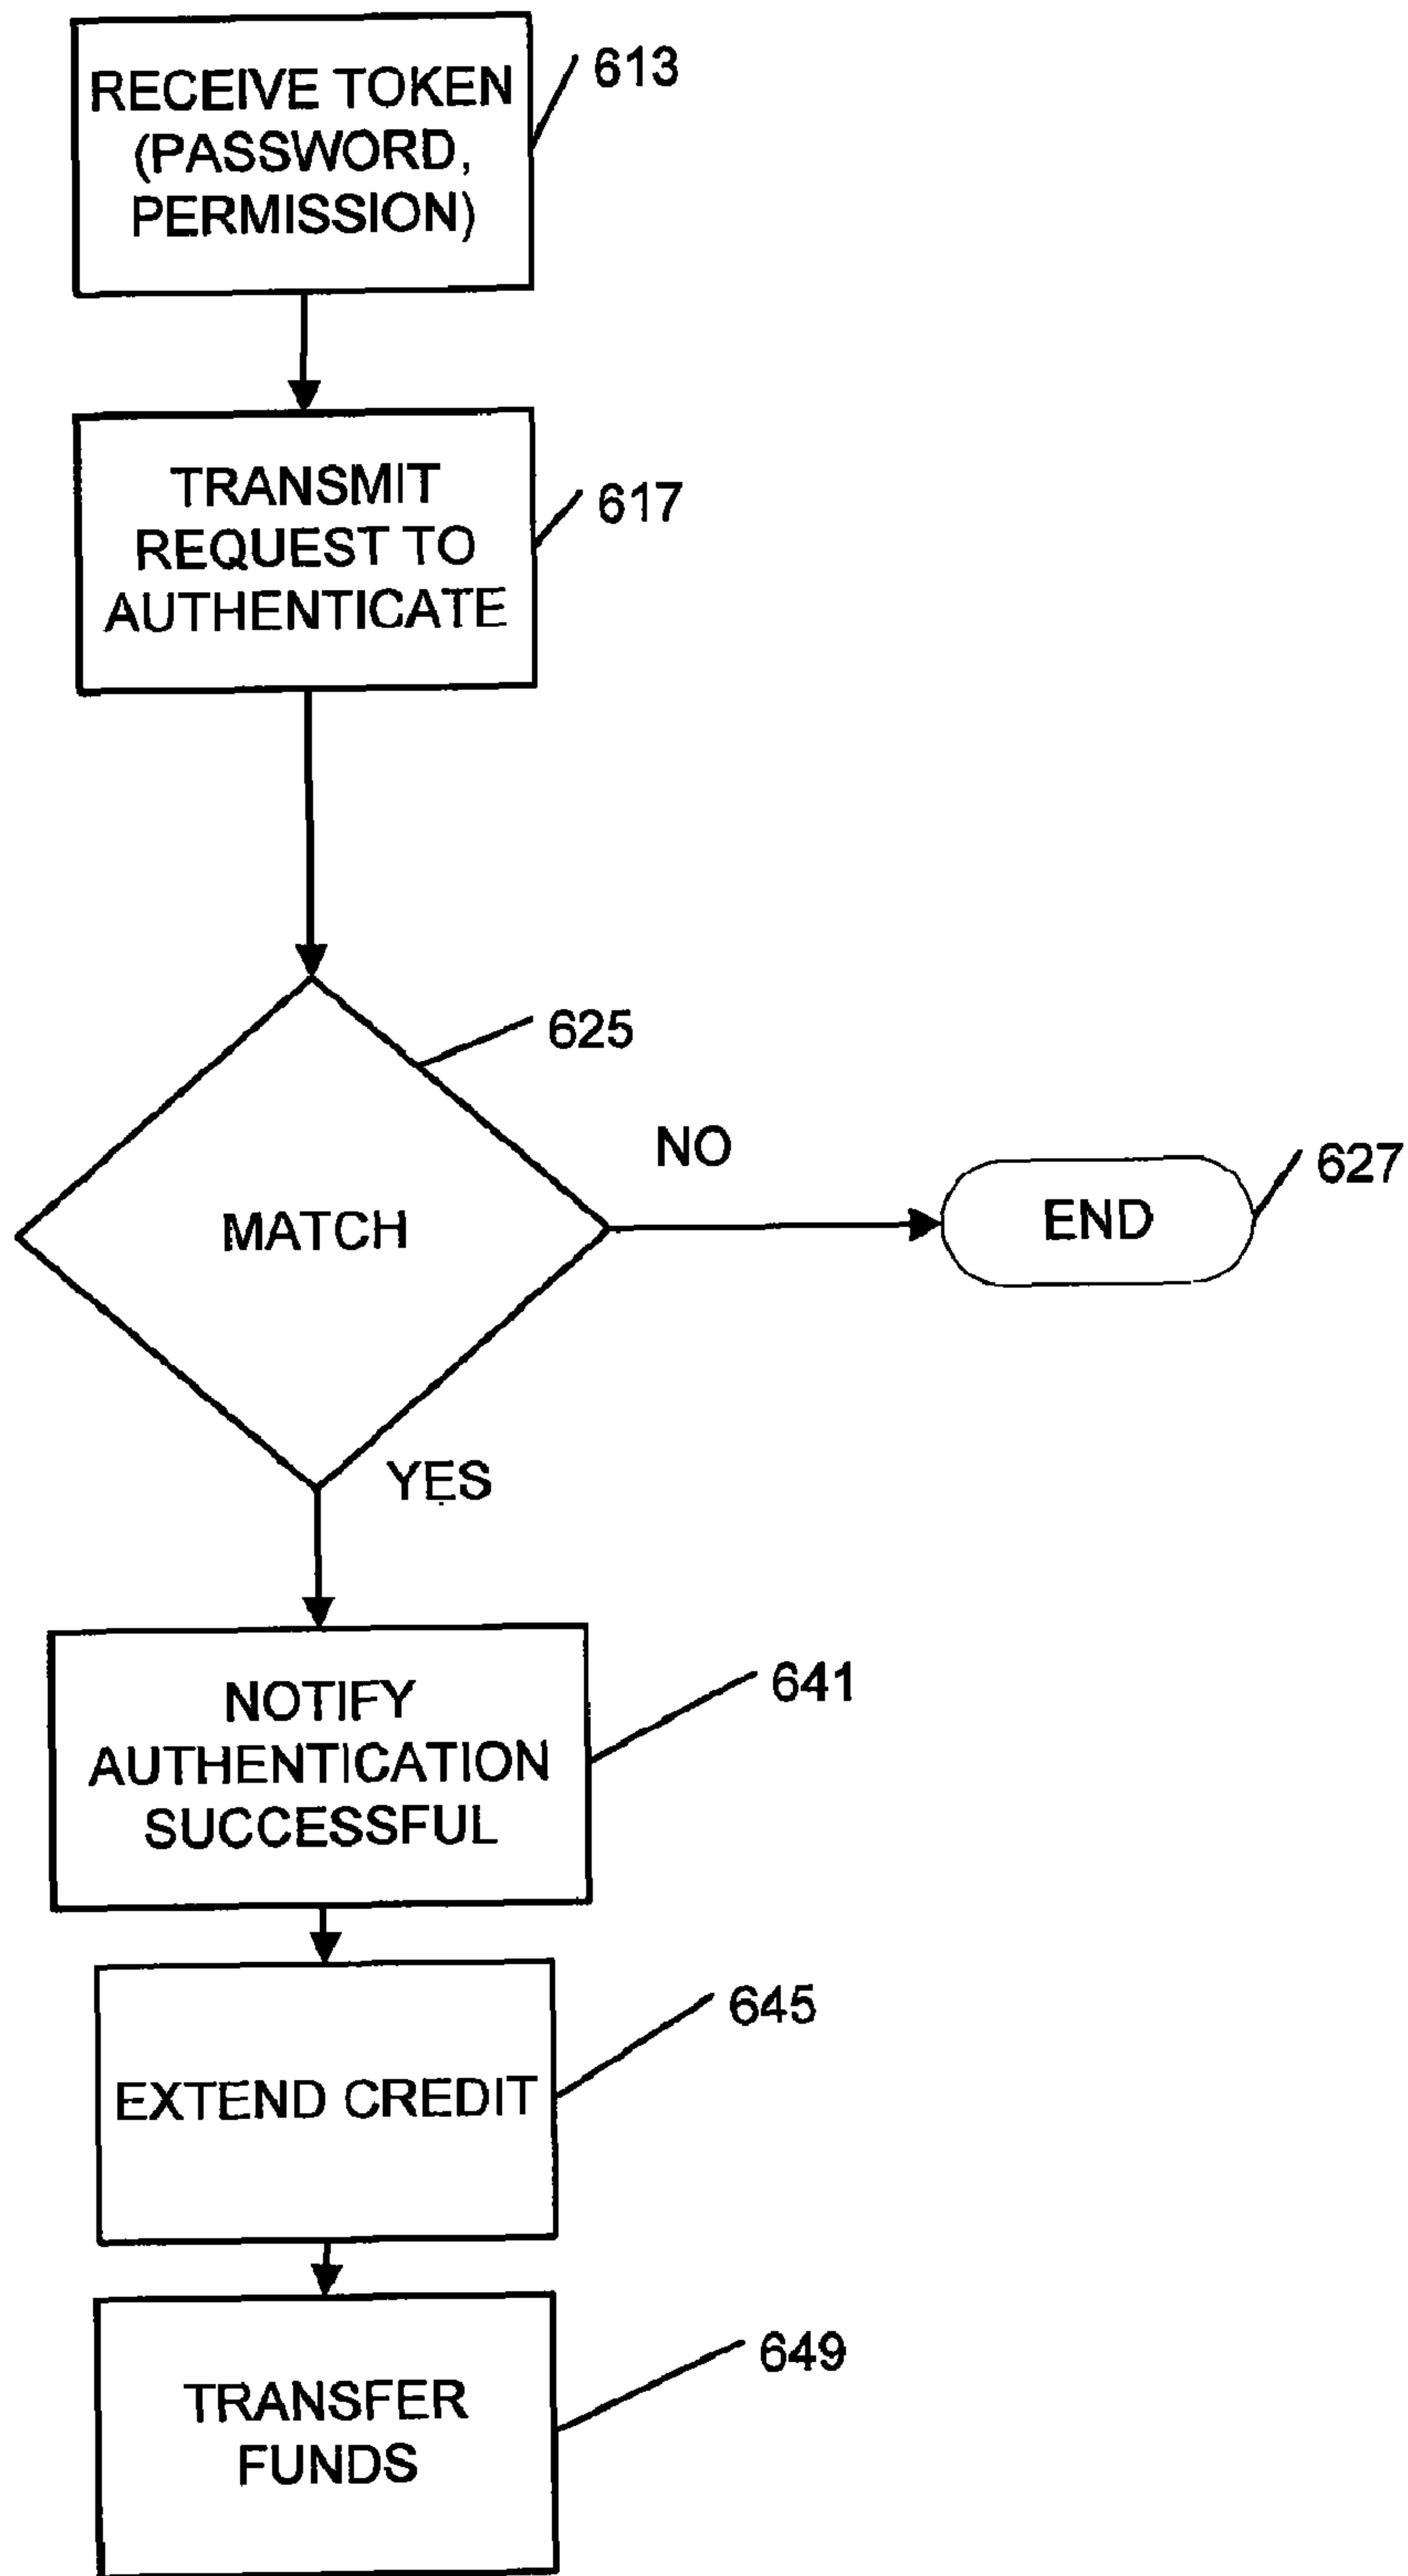 RECEIVE TOKEN
(PASSWORD,
PERMISSION)
613
TRANSMIT
REQUEST TO
AUTHENTICATE
617
625
MATCH
NO
END
627
YES
NOTIFY
AUTHENTICATION
SUCCESSFUL
641
EXTEND CREDIT
645
TRANSFER
FUNDS
649